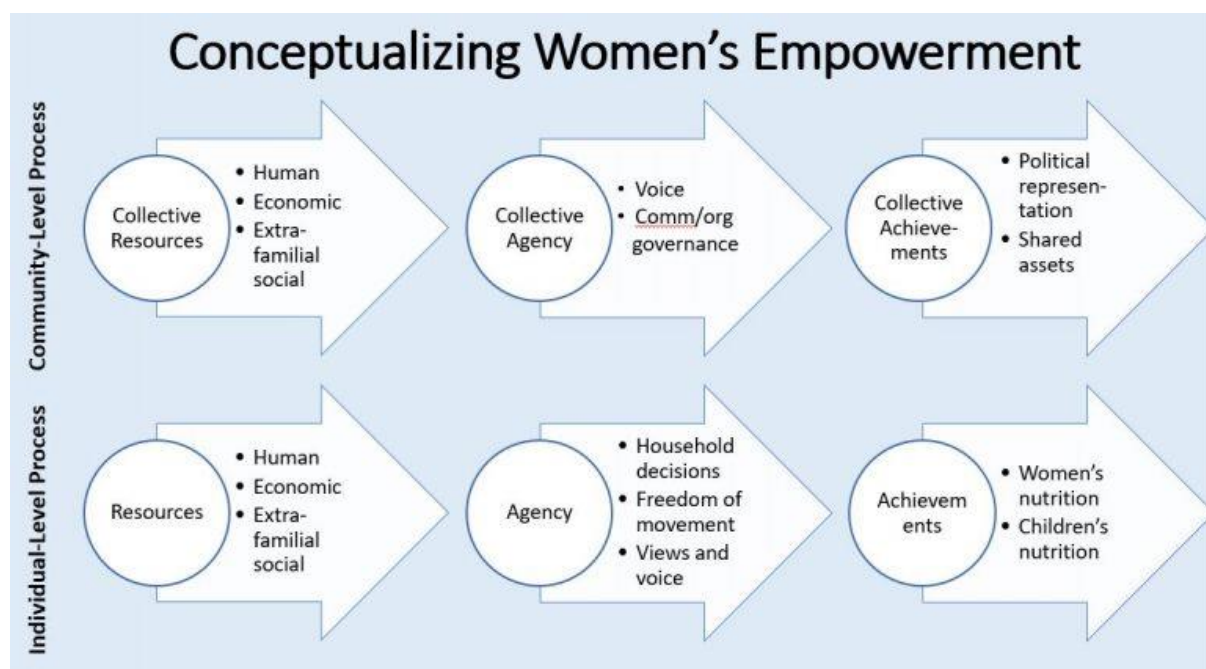 Conceptualizing Women's Empowerment
Community-Level Process
Collective
Resources
• Human
• Economic
• Extra-
familial
social
Collective
Agency
• Voice
• Comm/org
governance
Collective
Achieve-
ments
• Political
represen-
tation
• Shared
assets
Individual-Level Process
Resources
• Human
• Economic
• Extra-
familial
social
Agency
• Household
decisions
• Freedom of
movement
• Views and
voice
Achievem
ents
• Women's
nutrition
• Children's
nutrition